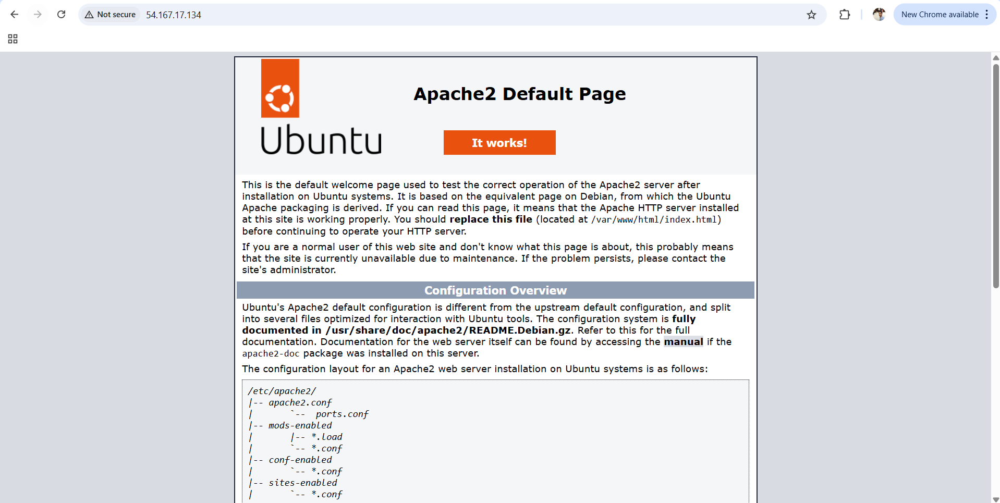 Not secure 54.167.17.134 New Chrome available
Apache2 Default Page
Ubuntu
It works!
This is the default welcome page used to test the correct operation of the Apache2 server after
installation on Ubuntu systems. It is based on the equivalent page on Debian, from which the Ubuntu
Apache packaging is derived. If you can read this page, it means that the Apache HTTP server installed
at this site is working properly. You should replace this file (located at /var/www/html/index.html)
before continuing to operate your HTTP server.
If you are a normal user of this web site and don't know what this page is about, this probably means
that the site is currently unavailable due to maintenance. If the problem persists, please contact the
site's administrator.
Configuration Overview
Ubuntu's Apache2 default configuration is different from the upstream default configuration, and split
into several files optimized for interaction with Ubuntu tools. The configuration system is fully
documented in /usr/share/doc/apache2/README.Debian.gz. Refer to this for the full
documentation. Documentation for the web server itself can be found by accessing the manual if the
apache2-doc package was installed on this server.
The configuration layout for an Apache2 web server installation on Ubuntu systems is as follows:
/etc/apache2/
|-- apache2.conf
|       `--  ports.conf
|-- mods-enabled
|       |-- *.load
|       `-- *.conf
|-- conf-enabled
|       `-- *.conf
|-- sites-enabled
|       `-- *.conf